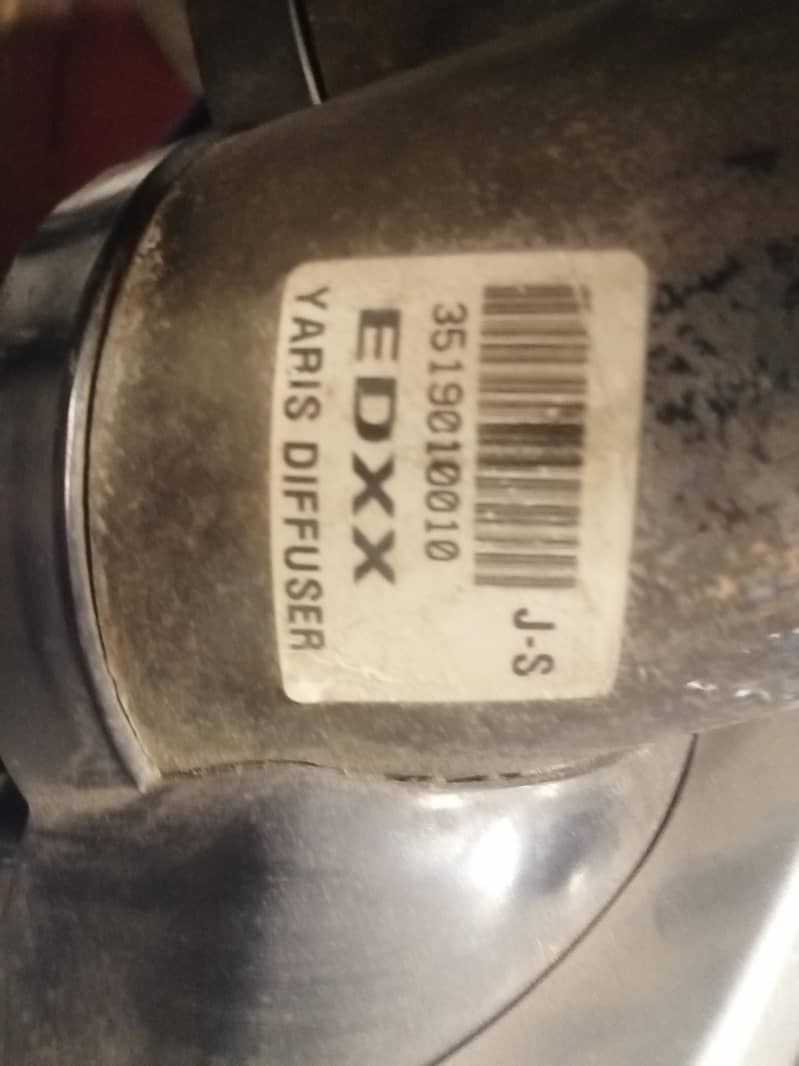 J-S
3519010010
EDXX
YARIS DIFFUSER